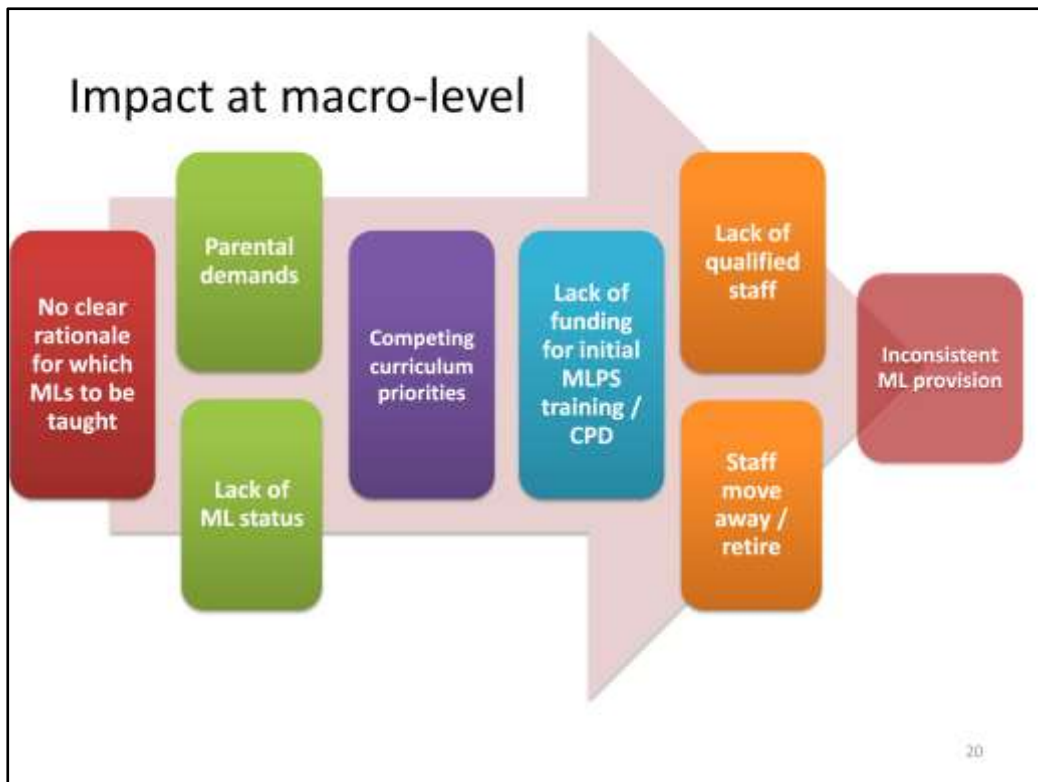 Impact at macro-level
No clear
rationale
for which
MLs to be
taught
Parental
demands
Lack of
ML status
Competing
curriculum
priorities
Lack of
funding
for initial
MLPS
training /
CPD
Lack of
qualified
staff
Staff
move
away /
retire
Inconsistent
ML provision
20